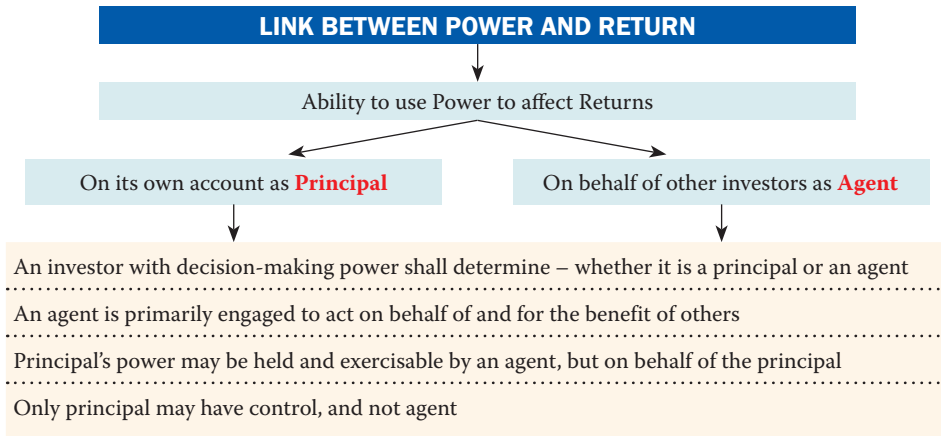 LINK BETWEEN POWER AND RETURN
Ability to use Power to affect Returns
On its own account as Principal
On behalf of other investors as Agent
An investor with decision-making power shall determine – whether it is a principal or an agent
An agent is primarily engaged to act on behalf of and for the benefit of others
Principal's power may be held and exercisable by an agent, but on behalf of the principal
Only principal may have control, and not agent